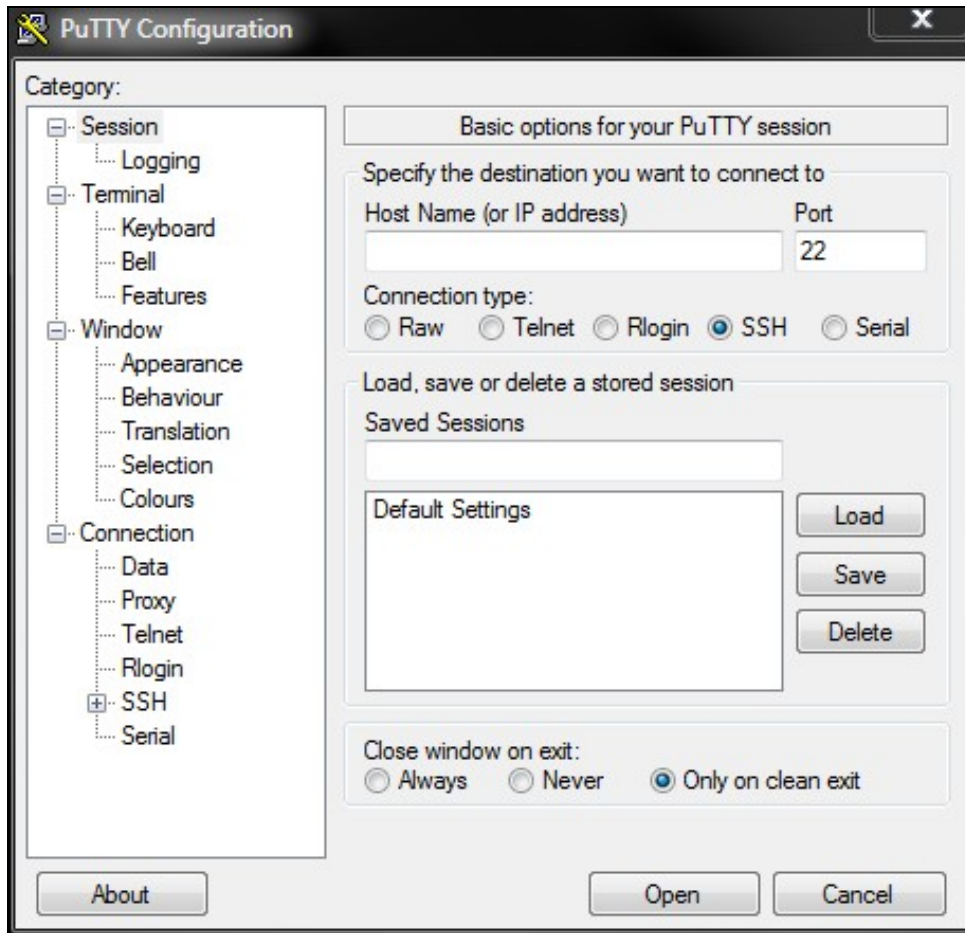 PuTTY Configuration
X
Category:
Session
Logging
Terminal
Keyboard
Bell
Features
Window
Appearance
Behaviour
Translation
Selection
Colours
Connection
Data
Proxy
Telnet
Rlogin
SSH
Serial
Basic options for your PuTTY session
Specify the destination you want to connect to
Host Name (or IP address) Port
22
Connection type:
Raw Telnet Rlogin SSH Serial
Load, save or delete a stored session
Saved Sessions
Default Settings
Load
Save
Delete
Close window on exit:
Always Never Only on clean exit
About Open Cancel